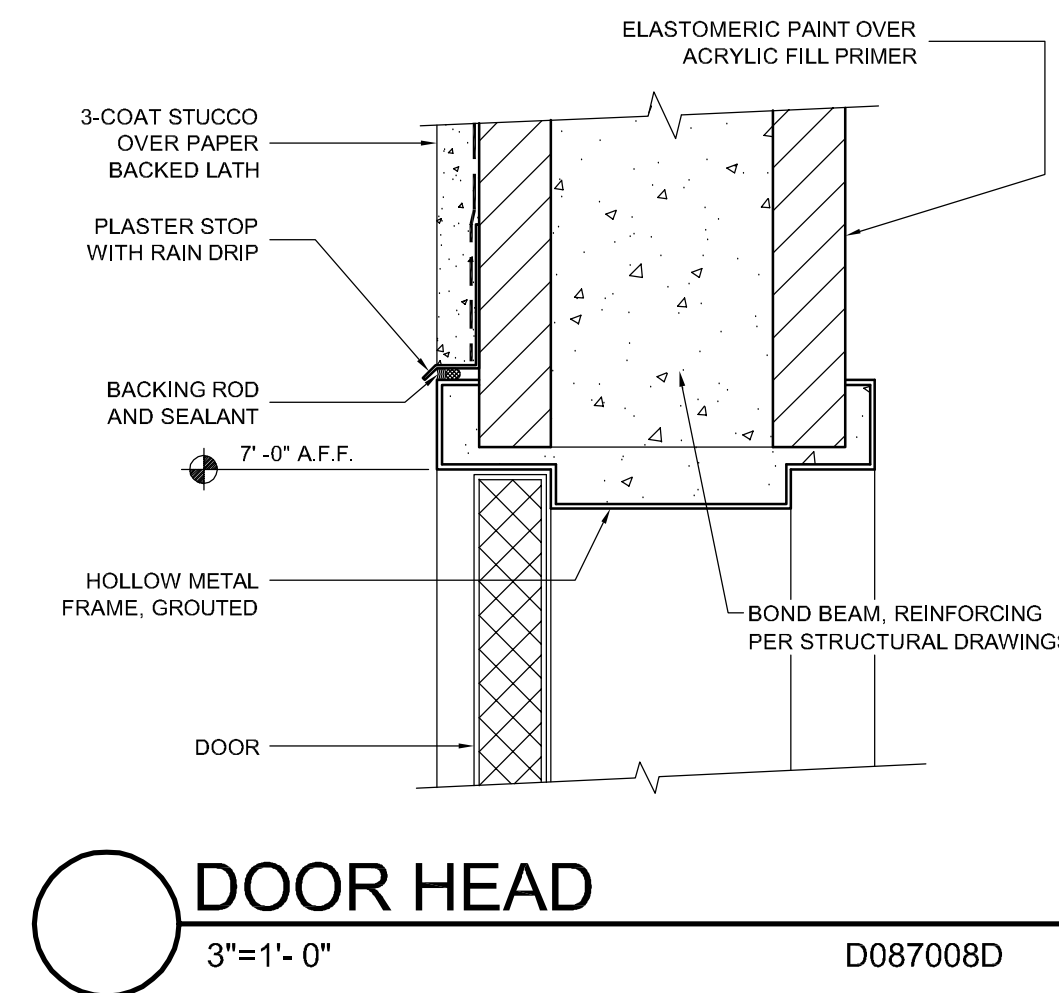 ELASTOMERIC PAINT OVER
ACRYLIC FILL PRIMER
3-COAT STUCCO
OVER PAPER
BACKED LATH
PLASTER STOP
WITH RAIN DRIP
BACKING ROD
AND SEALANT
7' -0" A.F.F.
HOLLOW METAL
FRAME, GROUTED
BOND BEAM, REINFORCING
PER STRUCTURAL DRAWINGS
DOOR
DOOR HEAD
3"=1'- 0"
D087008D